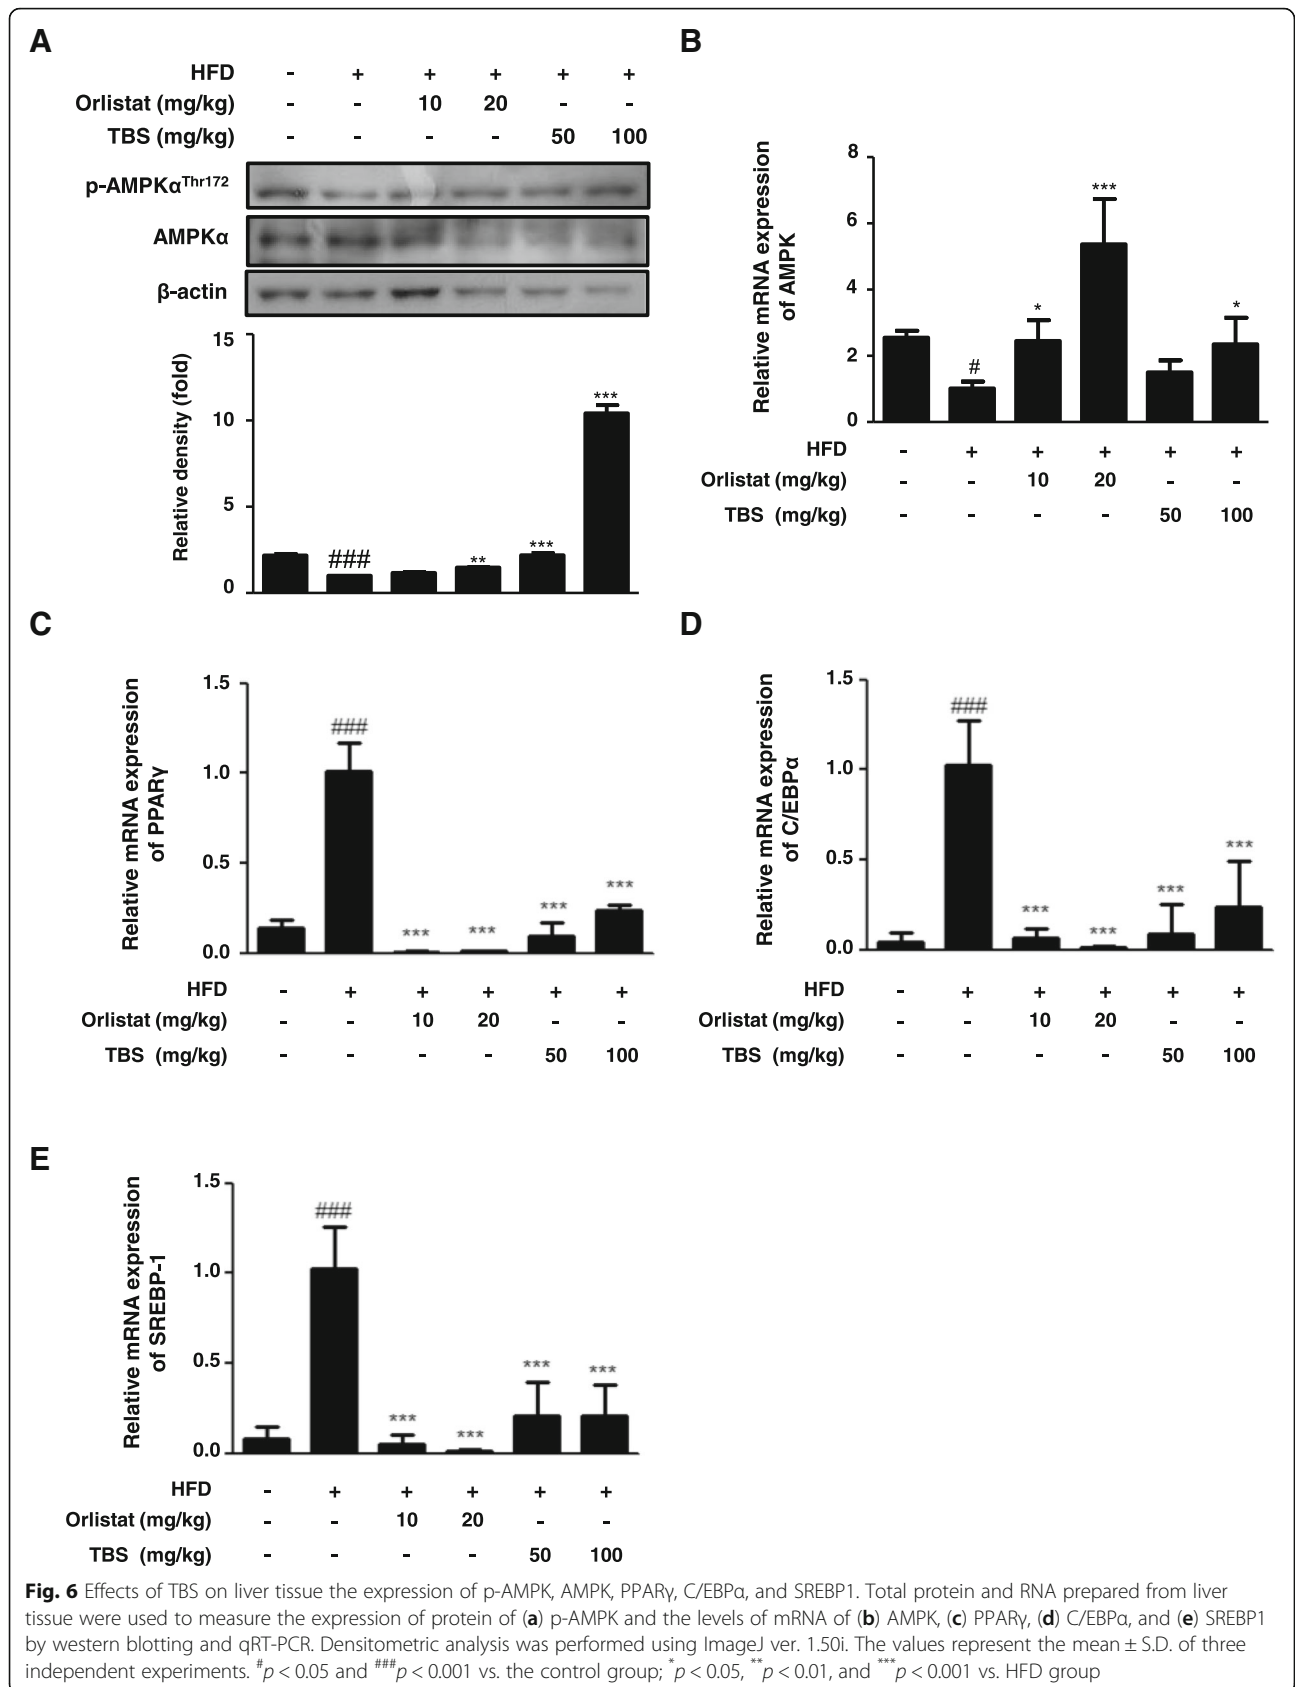 A
HFD - + + + + +
Orlistat (mg/kg) - - 10 20 - -
TBS (mg/kg) - - - - 50 100
p-AMPKαThr172
AMPKα
β-actin
Relative density (fold)
15
10
5
0
###
**
***
***
B
Relative mRNA expression
of AMPK
8
6
4
2
0
#
*
***
*
HFD - + + + + +
Orlistat (mg/kg) - - 10 20 - -
TBS (mg/kg) - - - - 50 100
C
Relative mRNA expression
of PPARγ
1.5
1.0
0.5
0.0
###
***
***
***
***
HFD - + + + + +
Orlistat (mg/kg) - - 10 20 - -
TBS (mg/kg) - - - - 50 100
D
Relative mRNA expression
of C/EBPα
1.5
1.0
0.5
0.0
###
***
***
***
***
HFD - + + + + +
Orlistat (mg/kg) - - 10 20 - -
TBS (mg/kg) - - - - 50 100
E
Relative mRNA expression
of SREBP-1
1.5
1.0
0.5
0.0
###
***
***
***
***
HFD - + + + + +
Orlistat (mg/kg) - - 10 20 - -
TBS (mg/kg) - - - - 50 100
Fig. 6 Effects of TBS on liver tissue the expression of p-AMPK, AMPK, PPARγ, C/EBPα, and SREBP1. Total protein and RNA prepared from liver
tissue were used to measure the expression of protein of (a) p-AMPK and the levels of mRNA of (b) AMPK, (c) PPARγ, (d) C/EBPα, and (e) SREBP1
by western blotting and qRT-PCR. Densitometric analysis was performed using ImageJ ver. 1.50i. The values represent the mean ± S.D. of three
independent experiments. #p < 0.05 and ###p < 0.001 vs. the control group; *p < 0.05, **p < 0.01, and ***p < 0.001 vs. HFD group